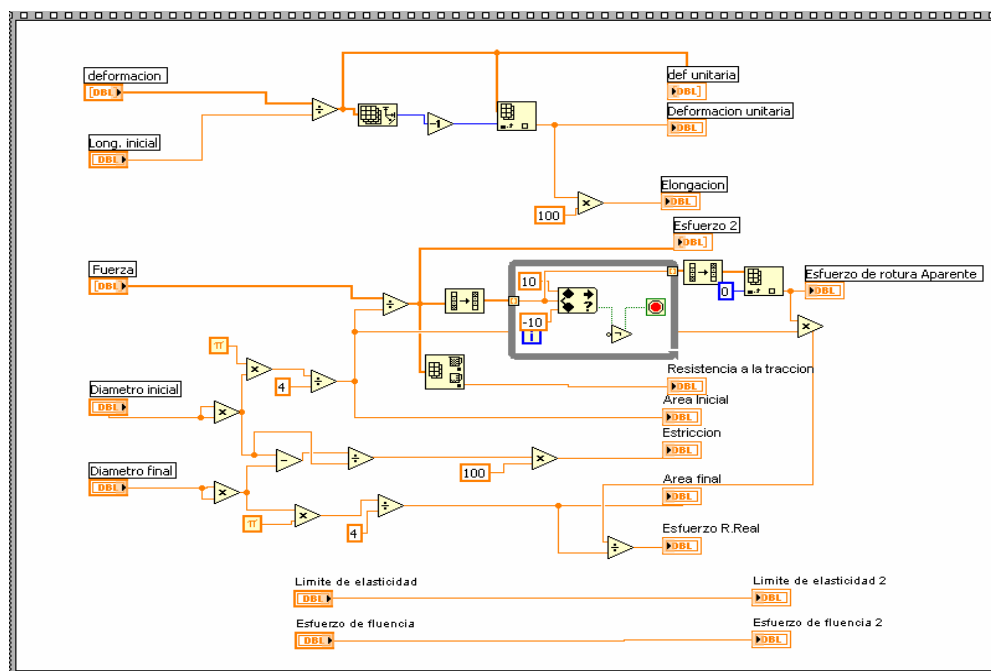 deformacion
[DBL]
Long. inicial
DBL
÷
-1
def unitaria
DBL]
Deformacion unitaria
DBL
100
×
Elongacion
DBL
Esfuerzo 2
DBL]
Fuerza
[DBL]
÷
10
?
-10
i
0
Esfuerzo de rotura Aparente
DBL
×
π
×
4
÷
Resistencia a la traccion
DBL
Diametro inicial
DBL
×
Area Inicial
DBL
Estriccion
DBL
−
÷
100
×
Diametro final
DBL
×
Area final
DBL
π
×
4
÷
Esfuerzo R.Real
÷
DBL
Limite de elasticidad
DBL
Limite de elasticidad 2
DBL
Esfuerzo de fluencia
DBL
Esfuerzo de fluencia 2
DBL